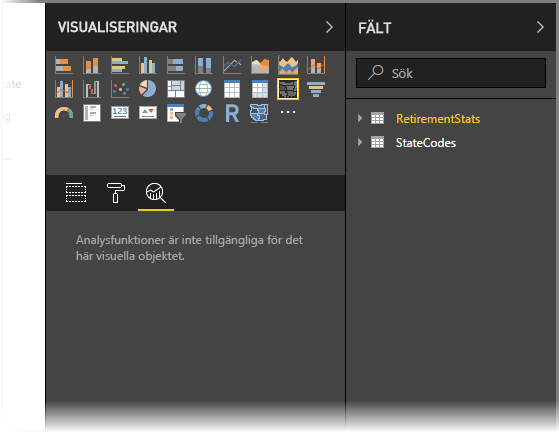 VISUALISERINGAR
FÄLT
Sök
RetirementStats
StateCodes
123
R
Analysfunktioner är inte tillgängliga för det
här visuella objektet.